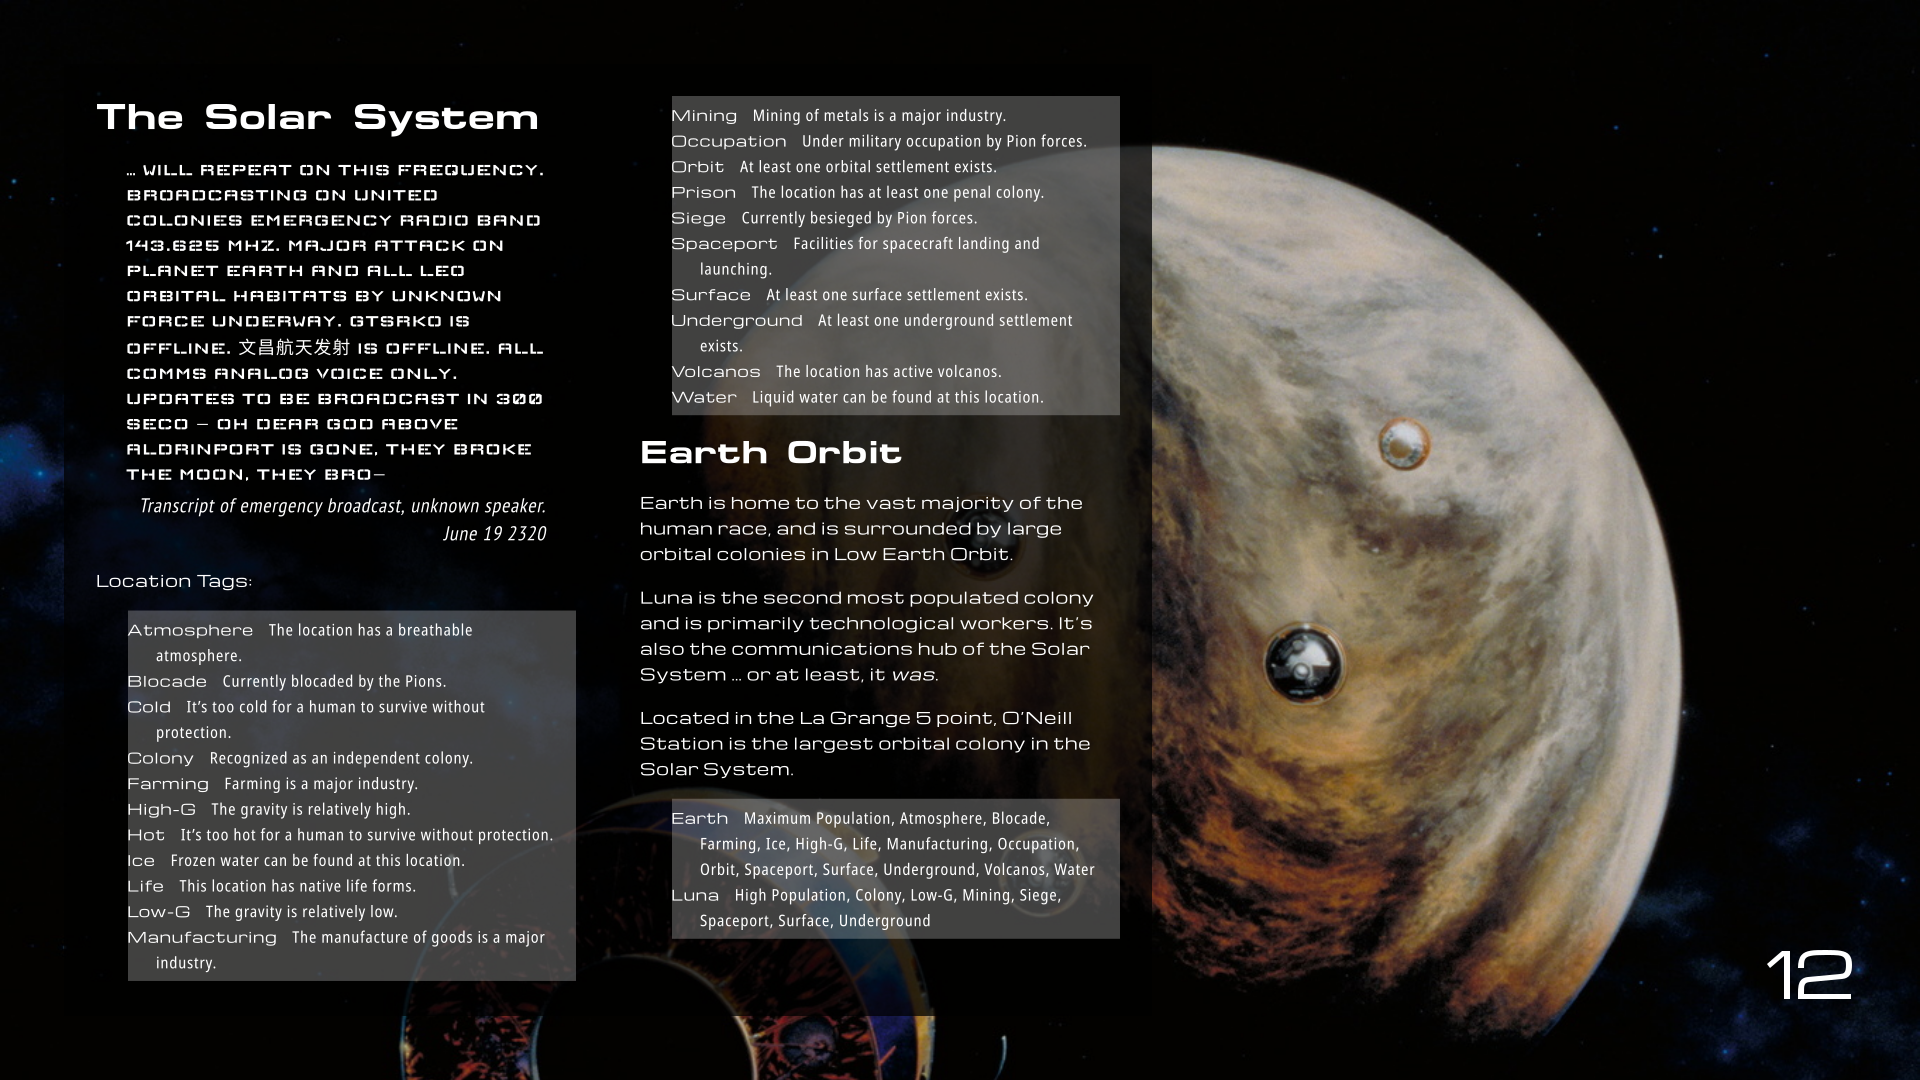 The Solar System
… WILL REPEAT ON THIS FREQUENCY.
BROADCASTING ON UNITED
COLONIES EMERGENCY RADIO BAND
143.625 MHZ. MAJOR ATTACK ON
PLANET EARTH AND ALL LEO
ORBITAL HABITATS BY UNKNOWN
FORCE UNDERWAY. GTSRKO IS
OFFLINE. 文昌航天发射 IS OFFLINE. ALL
COMMS ANALOG VOICE ONLY.
UPDATES TO BE BROADCAST IN 300
SECO — OH DEAR GOD ABOVE
ALDRINPORT IS GONE, THEY BROKE
THE MOON, THEY BRO—
Transcript of emergency broadcast, unknown speaker.
June 19 2320
Location Tags:
Atmosphere The location has a breathable
atmosphere.
Blocade Currently blocaded by the Pions.
Cold It's too cold for a human to survive without
protection.
Colony Recognized as an independent colony.
Farming Farming is a major industry.
High-G The gravity is relatively high.
Hot It's too hot for a human to survive without protection.
Ice Frozen water can be found at this location.
Life This location has native life forms.
Low-G The gravity is relatively low.
Manufacturing The manufacture of goods is a major
industry.
Mining Mining of metals is a major industry.
Occupation Under military occupation by Pion forces.
Orbit At least one orbital settlement exists.
Prison The location has at least one penal colony.
Siege Currently besieged by Pion forces.
Spaceport Facilities for spacecraft landing and
launching.
Surface At least one surface settlement exists.
Underground At least one underground settlement
exists.
Volcanos The location has active volcanos.
Water Liquid water can be found at this location.
Earth Orbit
Earth is home to the vast majority of the
human race, and is surrounded by large
orbital colonies in Low Earth Orbit.
Luna is the second most populated colony
and is primarily technological workers. It's
also the communications hub of the Solar
System … or at least, it was.
Located in the La Grange 5 point, O'Neill
Station is the largest orbital colony in the
Solar System.
Earth Maximum Population, Atmosphere, Blocade,
Farming, Ice, High-G, Life, Manufacturing, Occupation,
Orbit, Spaceport, Surface, Underground, Volcanos, Water
Luna High Population, Colony, Low-G, Mining, Siege,
Spaceport, Surface, Underground
12